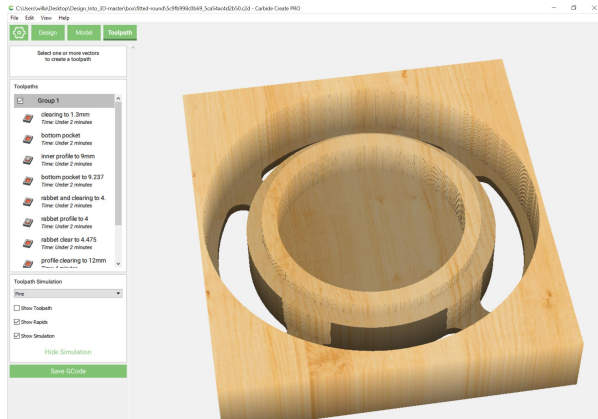 C:\Users\willa\Desktop\Design_Into_3D-master\box\fitted-round\5c9fb998c0b69_5ca54ao4d2b50.c2d - Carbide Create PRO
File Edit View Help
Design Model Toolpath
Select one or more vectors
to create a toolpath
Toolpaths
Group 1
clearing to 1.3mm
Time: Under 2 minutes
bottom pocket
Time: Under 2 minutes
inner profile to 9mm
Time: Under 2 minutes
bottom pocket to 9.237
Time: Under 2 minutes
rabbet and clearing to 4.
Time: Under 2 minutes
rabbet profile to 4
Time: Under 2 minutes
rabbet clear to 4.475
Time: Under 2 minutes
profile clearing to 12mm
Toolpath Simulation
Pine
Show Toolpath
Show Rapids
Show Simulation
Hide Simulation
Save GCode